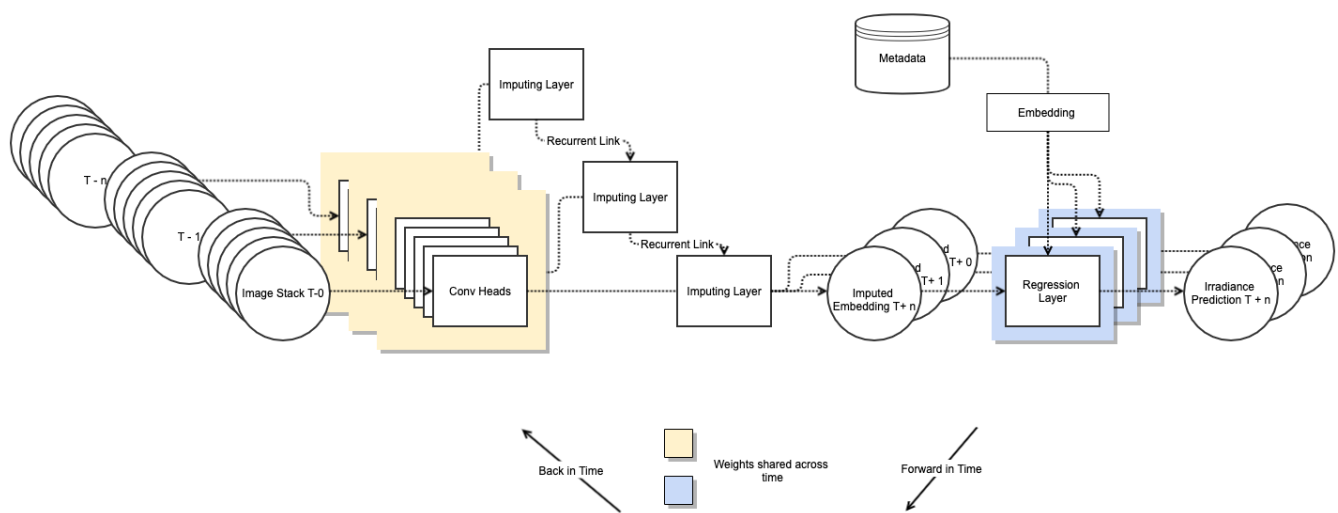 Metadata
Imputing Layer
Embedding
Recurrent Link
T - n
Imputing Layer
T - 1
Recurrent Link
T+ 0
T+ 1
Image Stack T-0
Conv Heads
Imputing Layer
Imputed
Embedding T+ n
Regression
Layer
Irradiance
Prediction T + n
Back in Time
Weights shared across
time
Forward in Time